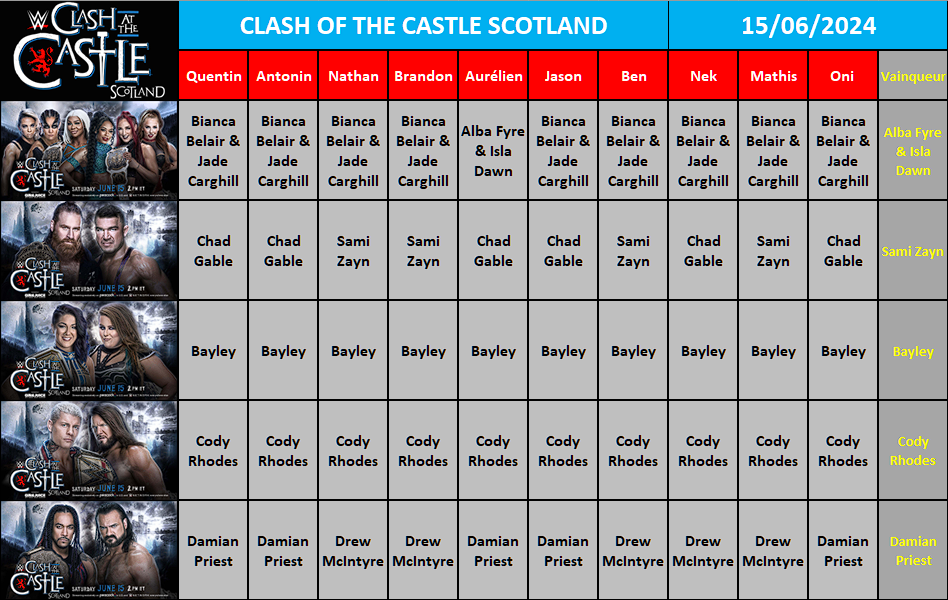 W CLASH AT THE CASTLE SCOTLAND
CLASH OF THE CASTLE SCOTLAND
15/06/2024
Quentin Antonin Nathan Brandon Aurélien Jason Ben Nek Mathis Oni Vainqueur
CLASH AT THE CASTLE SCOTLAND
SATURDAY JUNE 15 2PM ET
Bianca Belair & Jade Carghill
Bianca Belair & Jade Carghill
Bianca Belair & Jade Carghill
Bianca Belair & Jade Carghill
Alba Fyre & Isla Dawn
Bianca Belair & Jade Carghill
Bianca Belair & Jade Carghill
Bianca Belair & Jade Carghill
Bianca Belair & Jade Carghill
Bianca Belair & Jade Carghill
Alba Fyre & Isla Dawn
CLASH AT THE CASTLE SCOTLAND
SATURDAY JUNE 15 2PM ET
Chad Gable
Chad Gable
Sami Zayn
Sami Zayn
Chad Gable
Chad Gable
Sami Zayn
Chad Gable
Sami Zayn
Chad Gable
Sami Zayn
CLASH AT THE CASTLE SCOTLAND
SATURDAY JUNE 15 2PM ET
Bayley
Bayley
Bayley
Bayley
Bayley
Bayley
Bayley
Bayley
Bayley
Bayley
Bayley
CLASH AT THE CASTLE SCOTLAND
SATURDAY JUNE 15 2PM ET
Cody Rhodes
Cody Rhodes
Cody Rhodes
Cody Rhodes
Cody Rhodes
Cody Rhodes
Cody Rhodes
Cody Rhodes
Cody Rhodes
Cody Rhodes
Cody Rhodes
CLASH AT THE CASTLE SCOTLAND
SATURDAY JUNE 15 2PM ET
Damian Priest
Damian Priest
Drew McIntyre
Drew McIntyre
Damian Priest
Damian Priest
Drew McIntyre
Drew McIntyre
Drew McIntyre
Damian Priest
Damian Priest